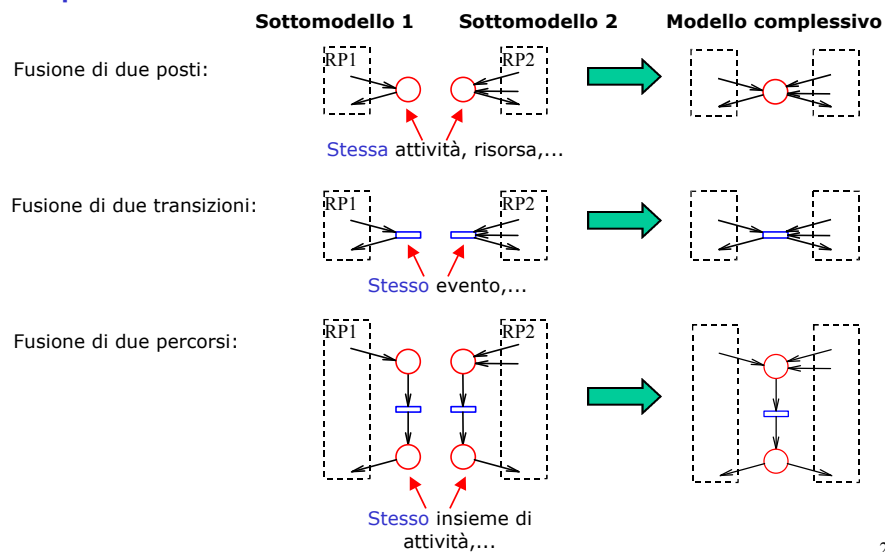 Sottomodello 1 Sottomodello 2 Modello complessivo
Fusione di due posti:
RP1 RP2
Stessa attività, risorsa,...
Fusione di due transizioni:
RP1 RP2
Stesso evento,...
Fusione di due percorsi:
RP1 RP2
Stesso insieme di
attività,...